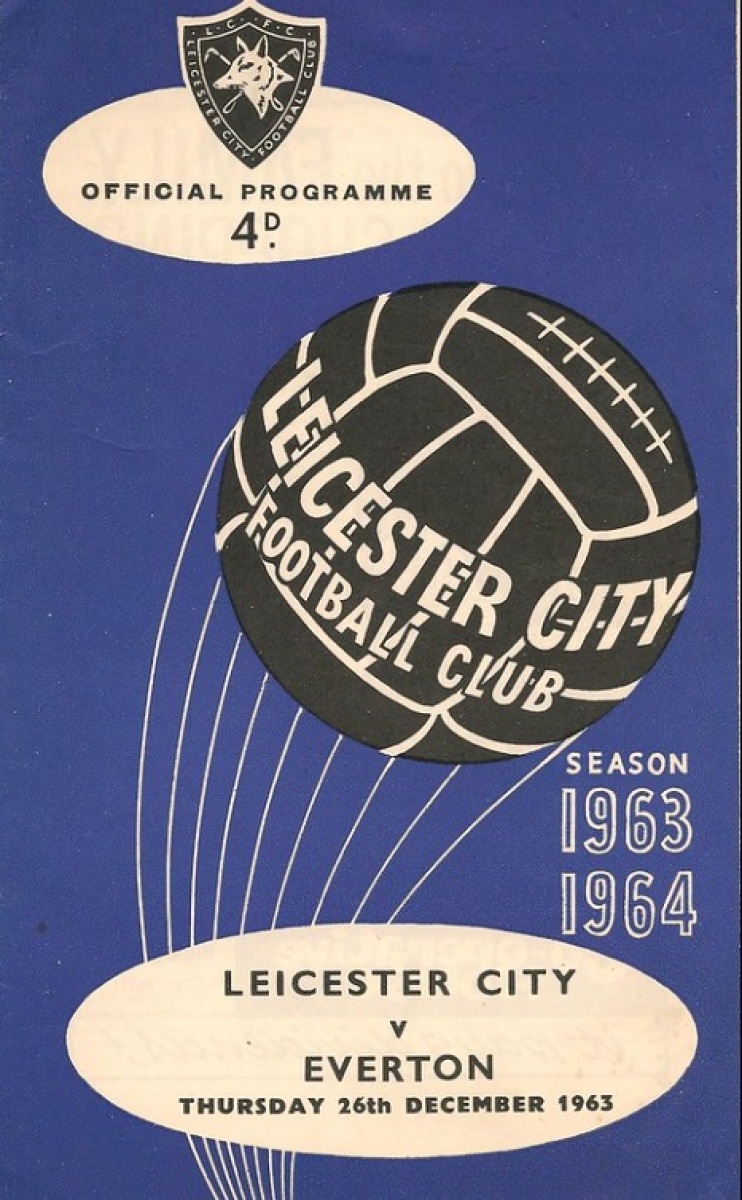 L.C.F.C.
LEICESTER CITY FOOTBALL CLUB
OFFICIAL PROGRAMME
4D.
LEICESTER CITY
FOOTBALL CLUB
SEASON
1963
1964
LEICESTER CITY
V
EVERTON
THURSDAY 26th DECEMBER 1963